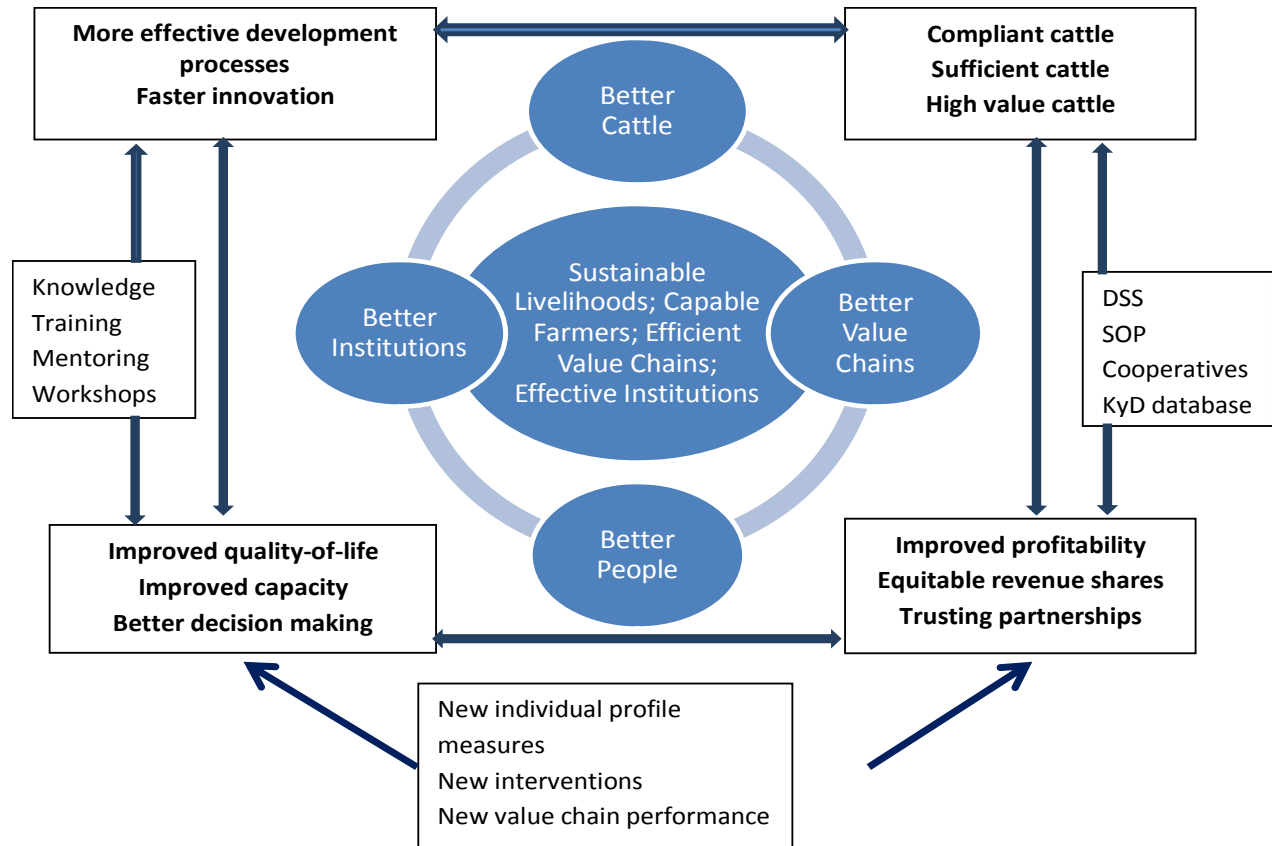 More effective development
processes
Faster innovation
Compliant cattle
Sufficient cattle
High value cattle
Better
Cattle
Knowledge
Training
Mentoring
Workshops
Better
Institutions
Sustainable
Livelihoods; Capable
Farmers; Efficient
Value Chains;
Effective Institutions
Better
Value
Chains
DSS
SOP
Cooperatives
KyD database
Better
People
Improved quality-of-life
Improved capacity
Better decision making
Improved profitability
Equitable revenue shares
Trusting partnerships
New individual profile
measures
New interventions
New value chain performance